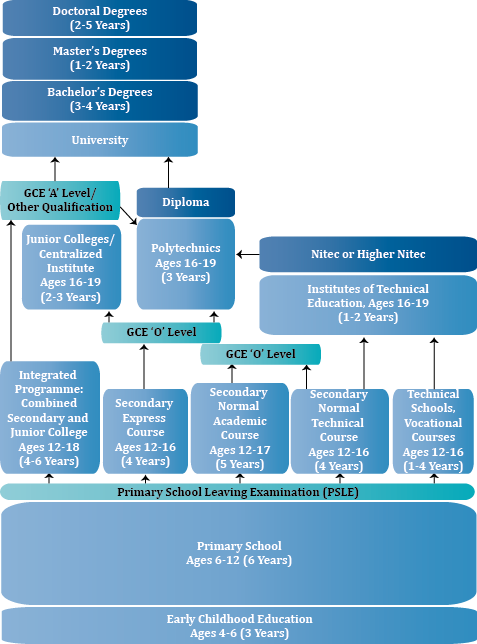 Doctoral Degrees
(2-5 Years)
Master's Degrees
(1-2 Years)
Bachelor's Degrees
(3-4 Years)
University
GCE 'A' Level/
Other Qualification
Diploma
Junior Colleges/
Centralized
Institute
Ages 16-19
(2-3 Years)
Polytechnics
Ages 16-19
(3 Years)
Nitec or Higher Nitec
Institutes of Technical
Education, Ages 16-19
(1-2 Years)
GCE 'O' Level
GCE 'O' Level
Integrated
Programme:
Combined
Secondary and
Junior College
Ages 12-18
(4-6 Years)
Secondary
Express
Course
Ages 12-16
(4 Years)
Secondary
Normal
Academic
Course
Ages 12-17
(5 Years)
Secondary
Normal
Technical
Course
Ages 12-16
(4 Years)
Technical
Schools,
Vocational
Courses
Ages 12-16
(1-4 Years)
Primary School Leaving Examination (PSLE)
Primary School
Ages 6-12 (6 Years)
Early Childhood Education
Ages 4-6 (3 Years)